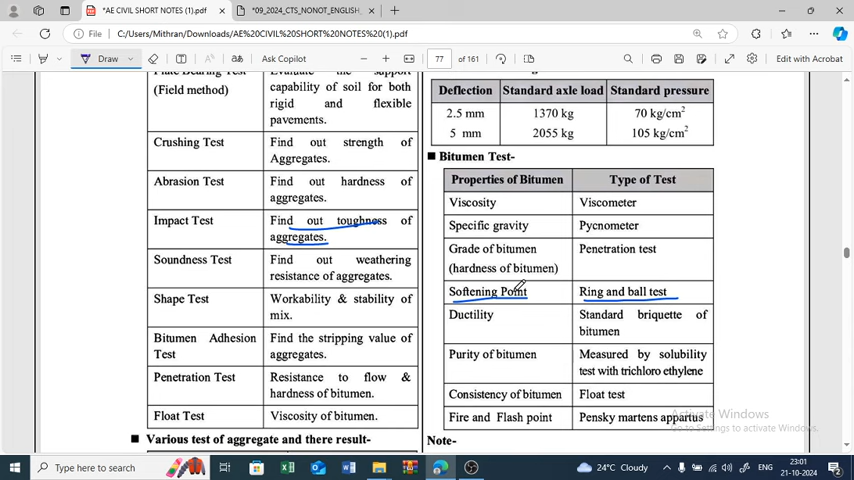 *AE CIVIL SHORT NOTES (1).pdf
*09_2024_CTS_NONOT_ENGLISH_
File C:/Users/Mithran/Downloads/AE%20CIVIL%20SHORT%20NOTES%20(1).pdf
Draw
Ask Copilot
77 of 161
Edit with Acrobat
Plate Bearing Test
(Field method)
Evaluate the support
capability of soil for both
rigid and flexible
pavements.
Crushing Test
Find out strength of
Aggregates.
Abrasion Test
Find out hardness of
aggregates.
Impact Test
Find out toughness of
aggregates.
Soundness Test
Find out weathering
resistance of aggregates.
Shape Test
Workability & stability of
mix.
Bitumen Adhesion
Test
Find the stripping value of
aggregates.
Penetration Test
Resistance to flow &
hardness of bitumen.
Float Test
Viscosity of bitumen.
Various test of aggregate and there result-
Deflection Standard axle load Standard pressure
2.5 mm 1370 kg 70 kg/cm²
5 mm 2055 kg 105 kg/cm²
Bitumen Test-
Properties of Bitumen Type of Test
Viscosity Viscometer
Specific gravity Pycnometer
Grade of bitumen
(hardness of bitumen)
Penetration test
Softening Point Ring and ball test
Ductility
Standard briquette of
bitumen
Purity of bitumen
Measured by solubility
test with trichloro ethylene
Consistency of bitumen Float test
Fire and Flash point Pensky martens appartus
Note-
Activate Windows
Go to Settings to activate Windows.
Type here to search
24°C Cloudy
ENG
23:01
21-10-2024
2